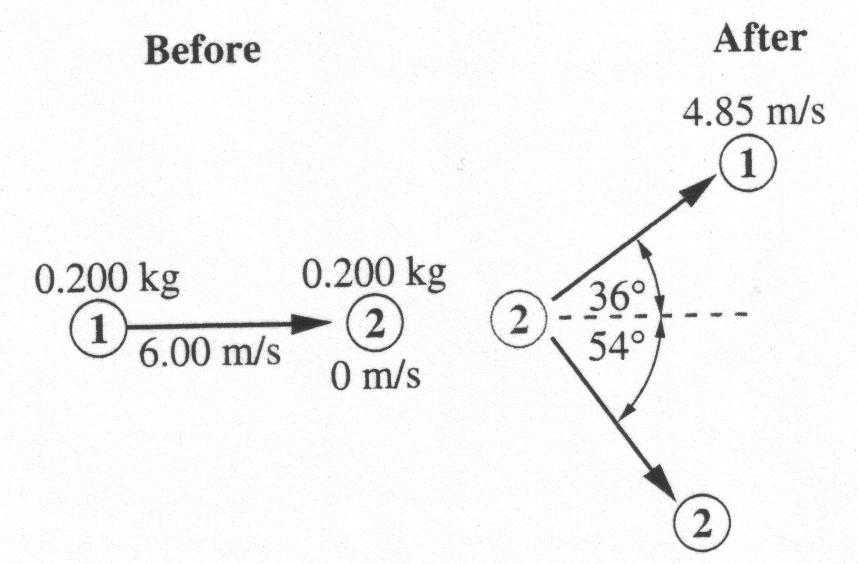 Before
After
4.85 m/s
1
0.200 kg
0.200 kg
1
2
6.00 m/s
0 m/s
2
36°
54°
2